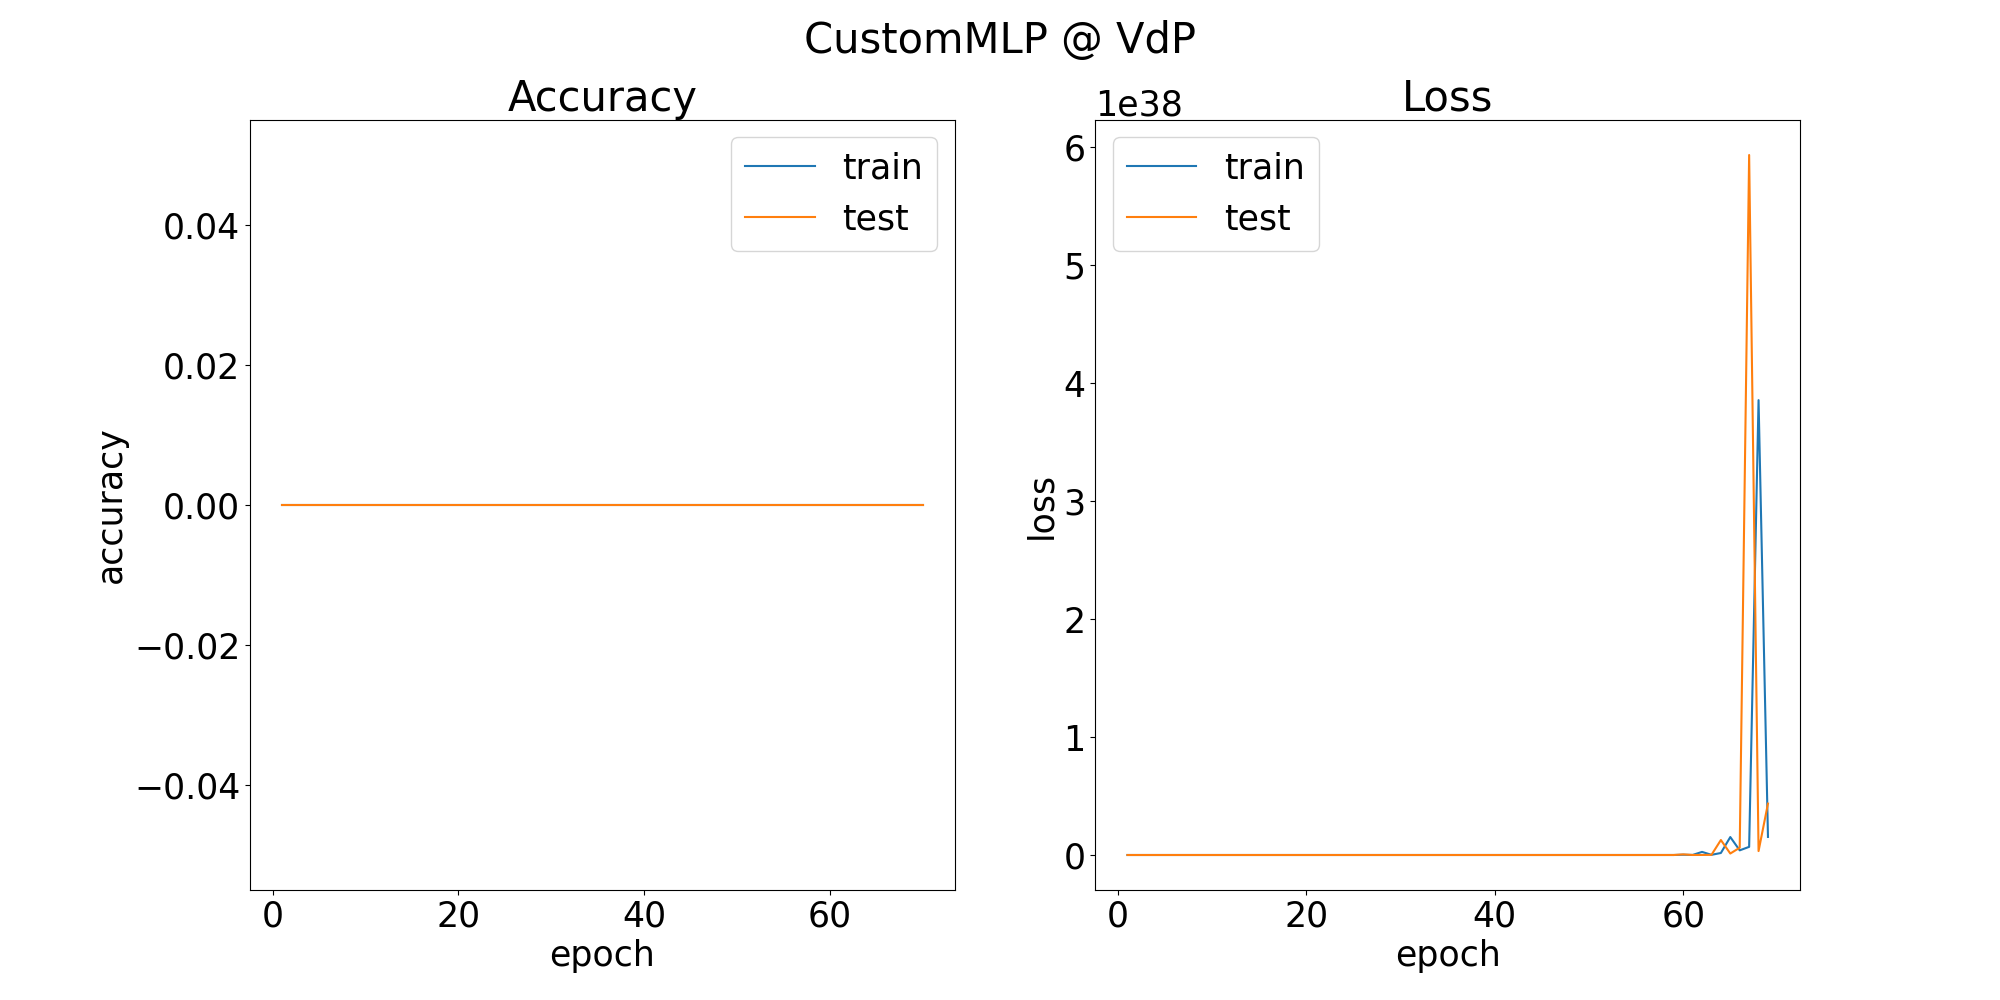 CustomMLP @ VdP
Accuracy
train
test
0.04
0.02
0.00
−0.02
−0.04
accuracy
0 20 40 60
epoch
Loss
1e38
train
test
6
5
4
3
2
1
0
loss
0 20 40 60
epoch